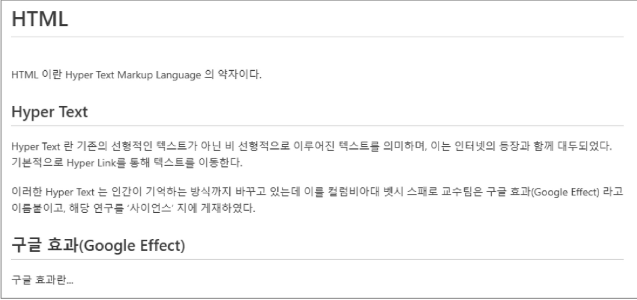 HTML
HTML 이란 Hyper Text Markup Language 의 약자이다.
Hyper Text
Hyper Text 란 기존의 선형적인 텍스트가 아닌 비 선형적으로 이루어진 텍스트를 의미하며, 이는 인터넷의 등장과 함께 대두되었다.
기본적으로 Hyper Link를 통해 텍스트를 이동한다.
이러한 Hyper Text 는 인간이 기억하는 방식까지 바꾸고 있는데 이를 컬럼비아대 벳시 스패로 교수팀은 구글 효과(Google Effect) 라고
이름붙이고, 해당 연구를 '사이언스' 지에 게재하였다.
구글 효과(Google Effect)
구글 효과란...